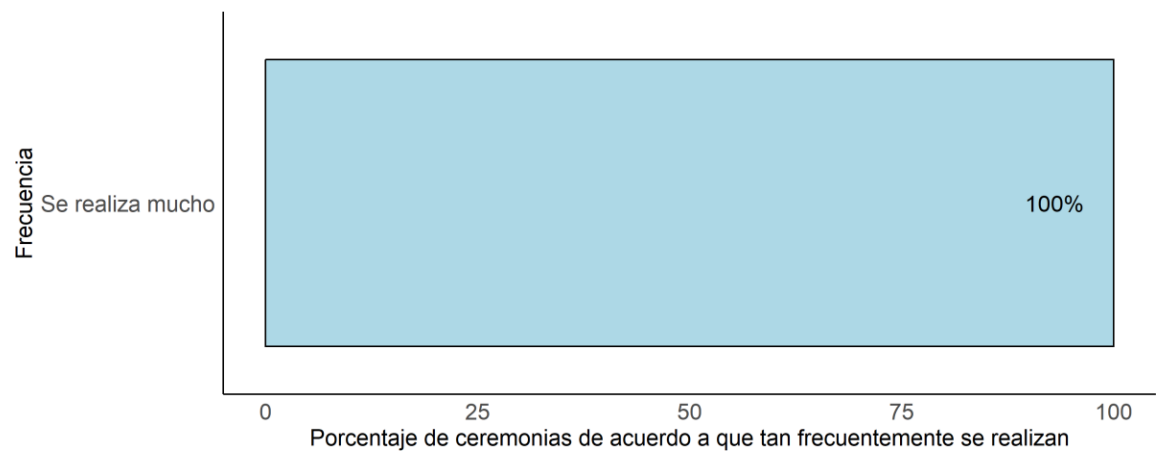 Frecuencia
Se realiza mucho
100%
0 25 50 75 100
Porcentaje de ceremonias de acuerdo a que tan frecuentemente se realizan